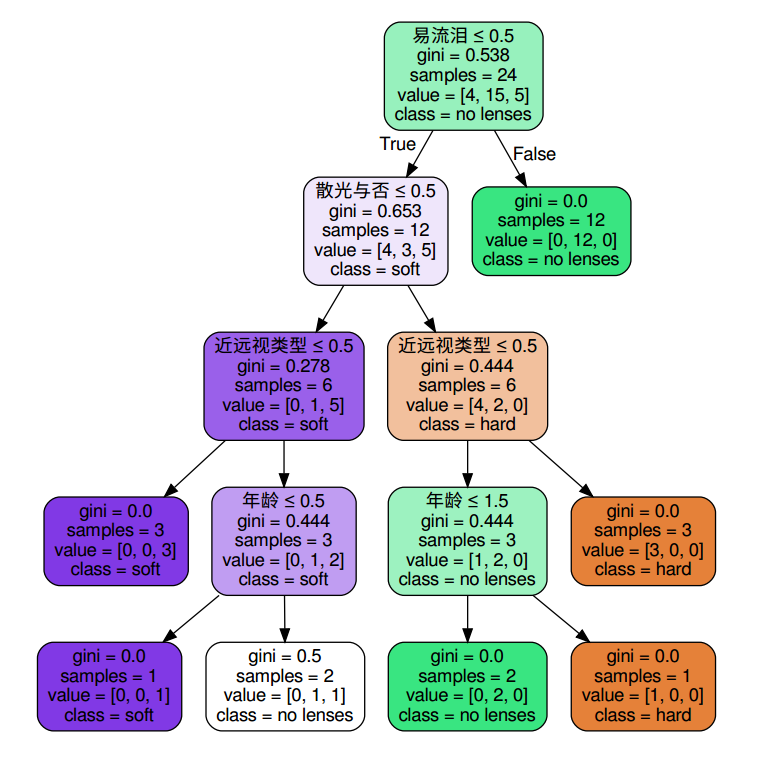 易流泪 ≤ 0.5
gini = 0.538
samples = 24
value = [4, 15, 5]
class = no lenses
True
False
散光与否 ≤ 0.5
gini = 0.653
samples = 12
value = [4, 3, 5]
class = soft
gini = 0.0
samples = 12
value = [0, 12, 0]
class = no lenses
近远视类型 ≤ 0.5
gini = 0.278
samples = 6
value = [0, 1, 5]
class = soft
近远视类型 ≤ 0.5
gini = 0.444
samples = 6
value = [4, 2, 0]
class = hard
gini = 0.0
samples = 3
value = [0, 0, 3]
class = soft
年龄 ≤ 0.5
gini = 0.444
samples = 3
value = [0, 1, 2]
class = soft
年龄 ≤ 1.5
gini = 0.444
samples = 3
value = [1, 2, 0]
class = no lenses
gini = 0.0
samples = 3
value = [3, 0, 0]
class = hard
gini = 0.0
samples = 1
value = [0, 0, 1]
class = soft
gini = 0.5
samples = 2
value = [0, 1, 1]
class = no lenses
gini = 0.0
samples = 2
value = [0, 2, 0]
class = no lenses
gini = 0.0
samples = 1
value = [1, 0, 0]
class = hard